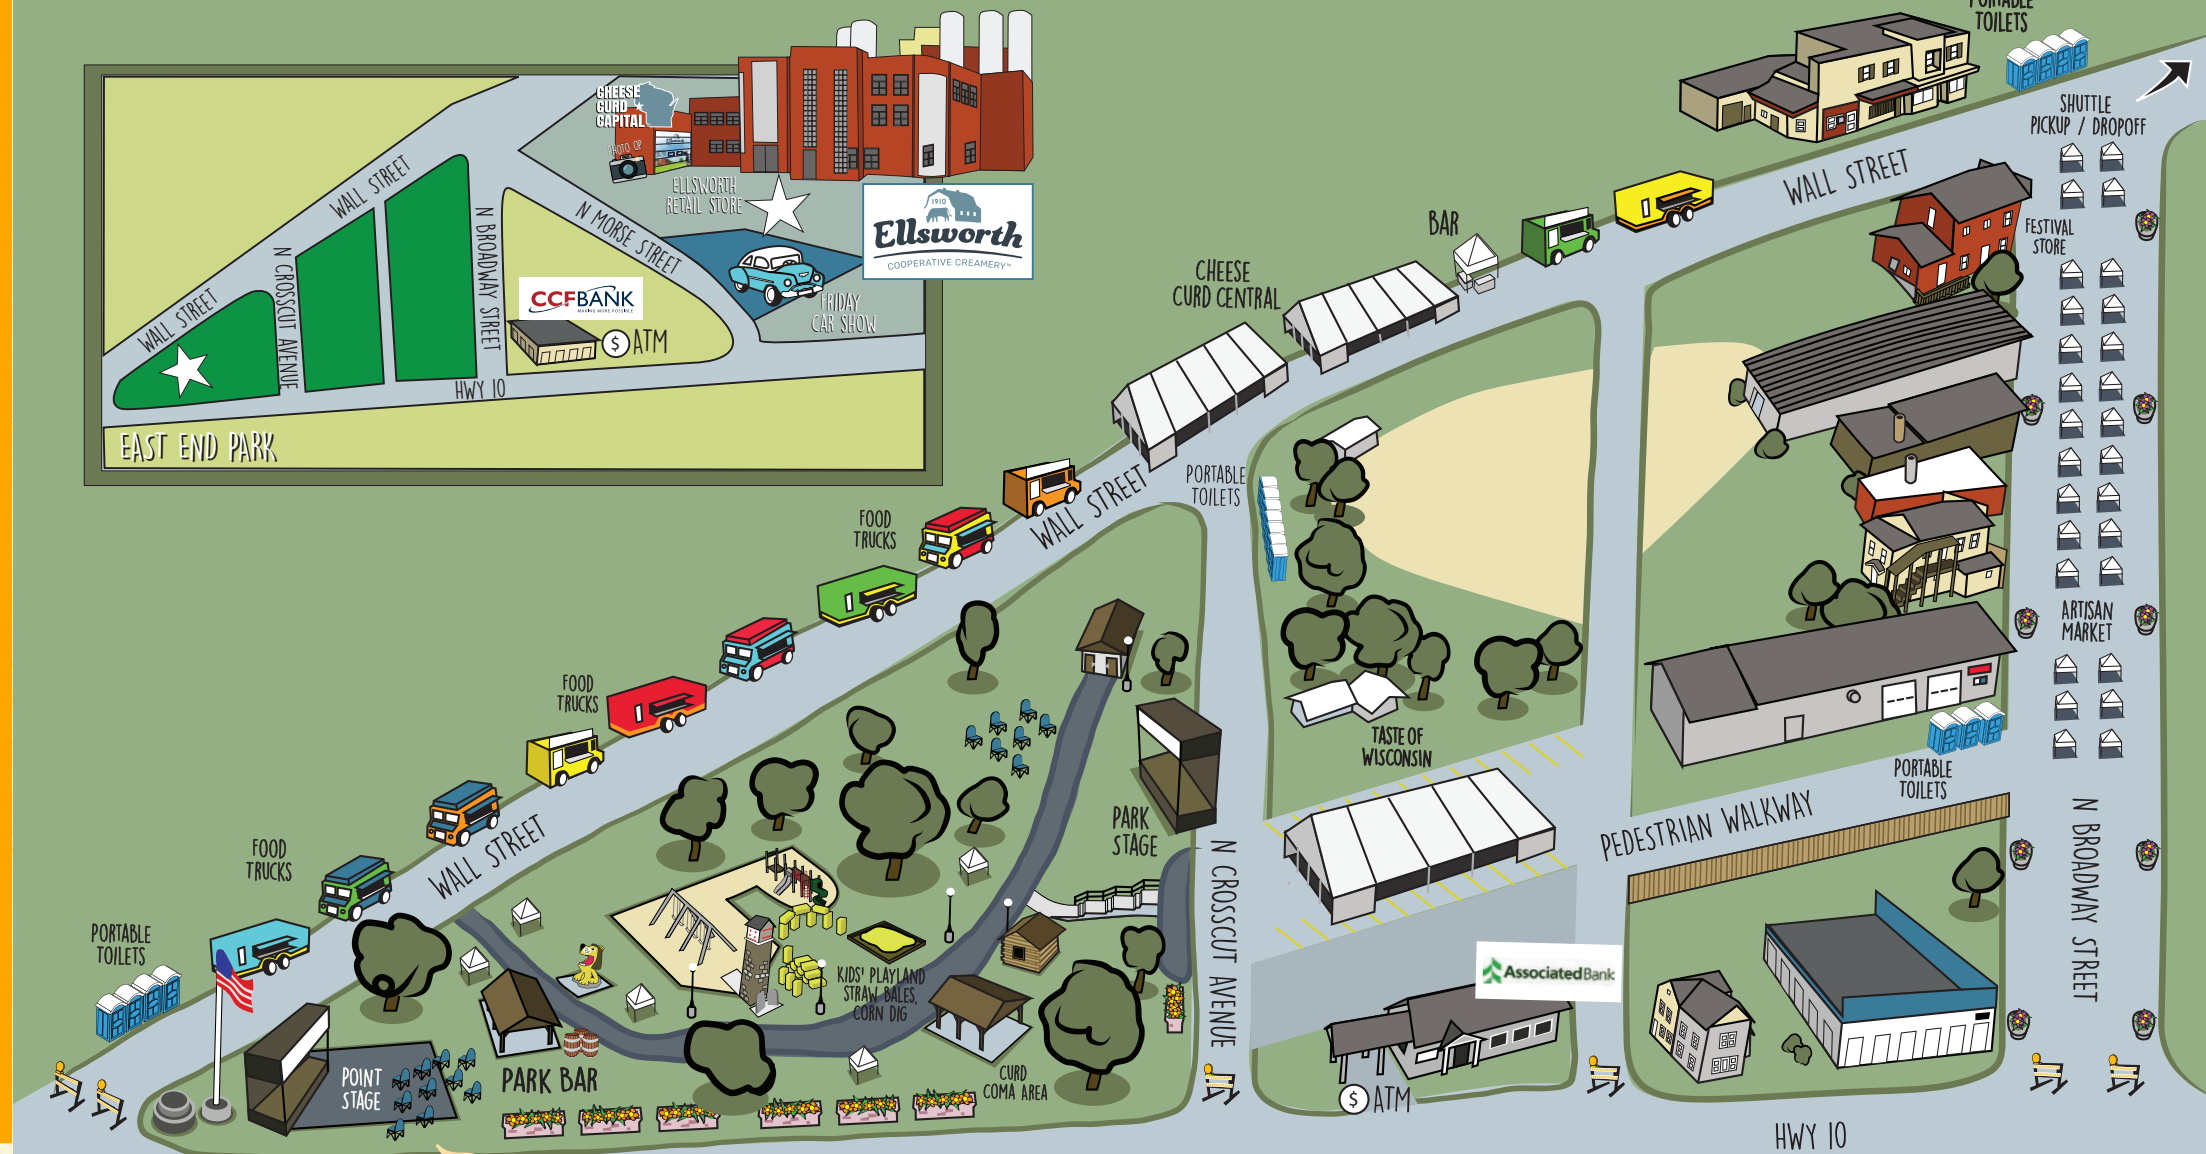 PORTABLE
TOILETS
SHUTTLE
PICKUP / DROPOFF
CHEESE
CURD
CAPITAL
PHOTO OP
ELLSWORTH
RETAIL STORE
1910
Ellsworth
COOPERATIVE CREAMERY™
FRIDAY
CAR SHOW
WALL STREET
WALL STREET
N CROSSCUT AVENUE
N BROADWAY STREET
N MORSE STREET
CCFBANK
MAKING MORE POSSIBLE
$ ATM
HWY 10
EAST END PARK
WALL STREET
BAR
CHEESE
CURD CENTRAL
FESTIVAL
STORE
PORTABLE
TOILETS
WALL STREET
FOOD
TRUCKS
FOOD
TRUCKS
FOOD
TRUCKS
WALL STREET
ARTISAN
MARKET
TASTE OF
WISCONSIN
PORTABLE
TOILETS
PEDESTRIAN WALKWAY
PARK
STAGE
N CROSSCUT AVENUE
N BROADWAY STREET
PORTABLE
TOILETS
KIDS' PLAYLAND
STRAW BALES,
CORN DIG
AssociatedBank
POINT
STAGE
PARK BAR
CURD
COMA AREA
$ ATM
HWY 10